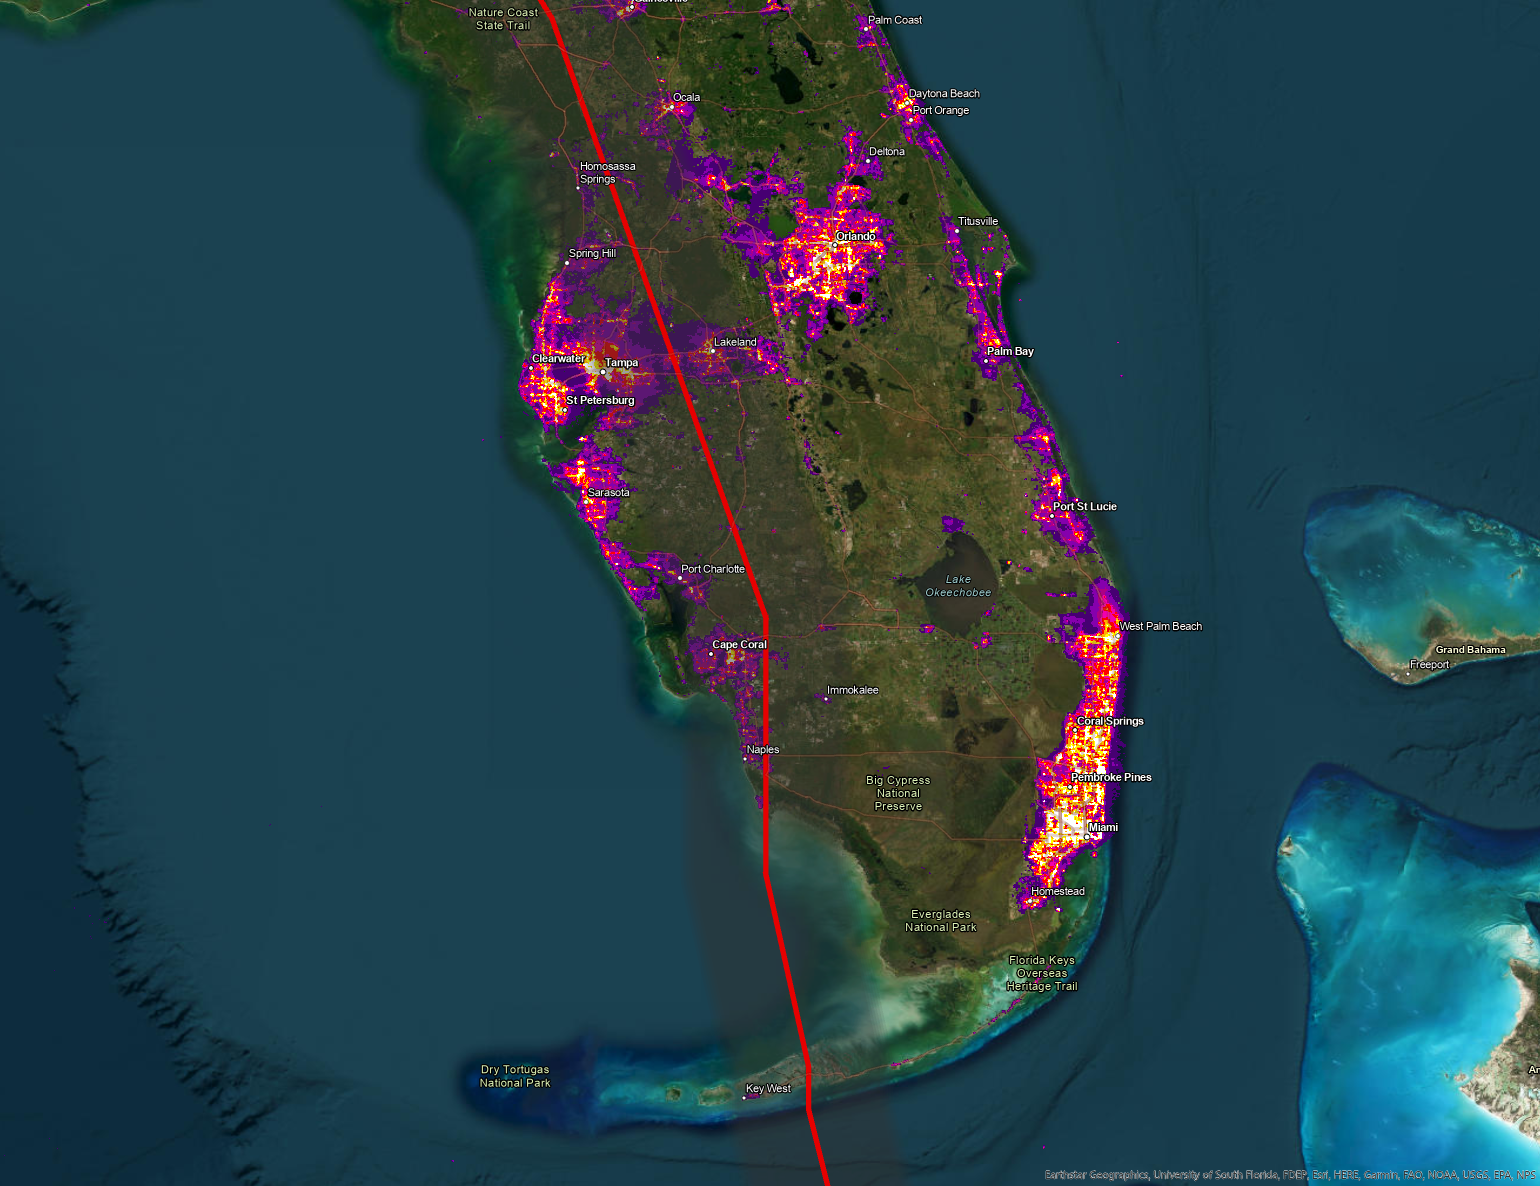 Gainesville
Nature Coast
State Trail
Palm Coast
Ocala
Daytona Beach
Port Orange
Deltona
Homosassa
Springs
Titusville
Orlando
Spring Hill
Lakeland
Palm Bay
Clearwater
Tampa
St Petersburg
Sarasota
Port St Lucie
Port Charlotte
Lake
Okeechobee
West Palm Beach
Cape Coral
Grand Bahama
Freeport
Immokalee
Coral Springs
Naples
Big Cypress
National
Preserve
Pembroke Pines
Miami
Homestead
Everglades
National Park
Florida Keys
Overseas
Heritage Trail
Dry Tortugas
National Park
Key West
An
Earthstar Geographics, University of South Florida, FDEP, Esri, HERE, Garmin, FAO, NOAA, USGS, EPA, NPS